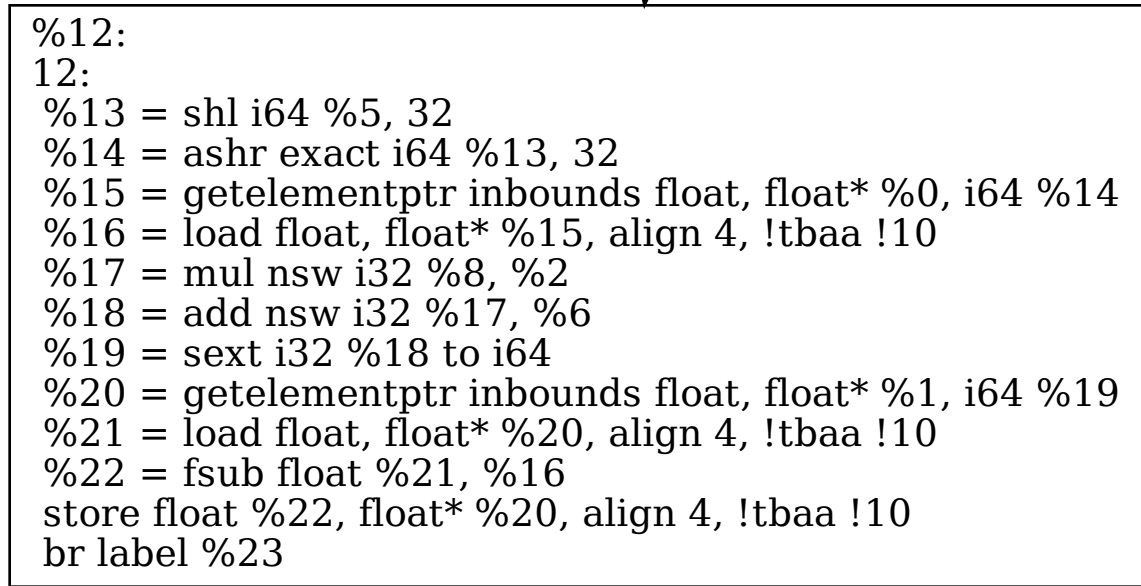 %12:
12:
%13 = shl i64 %5, 32
%14 = ashr exact i64 %13, 32
%15 = getelementptr inbounds float, float* %0, i64 %14
%16 = load float, float* %15, align 4, !tbaa !10
%17 = mul nsw i32 %8, %2
%18 = add nsw i32 %17, %6
%19 = sext i32 %18 to i64
%20 = getelementptr inbounds float, float* %1, i64 %19
%21 = load float, float* %20, align 4, !tbaa !10
%22 = fsub float %21, %16
store float %22, float* %20, align 4, !tbaa !10
br label %23